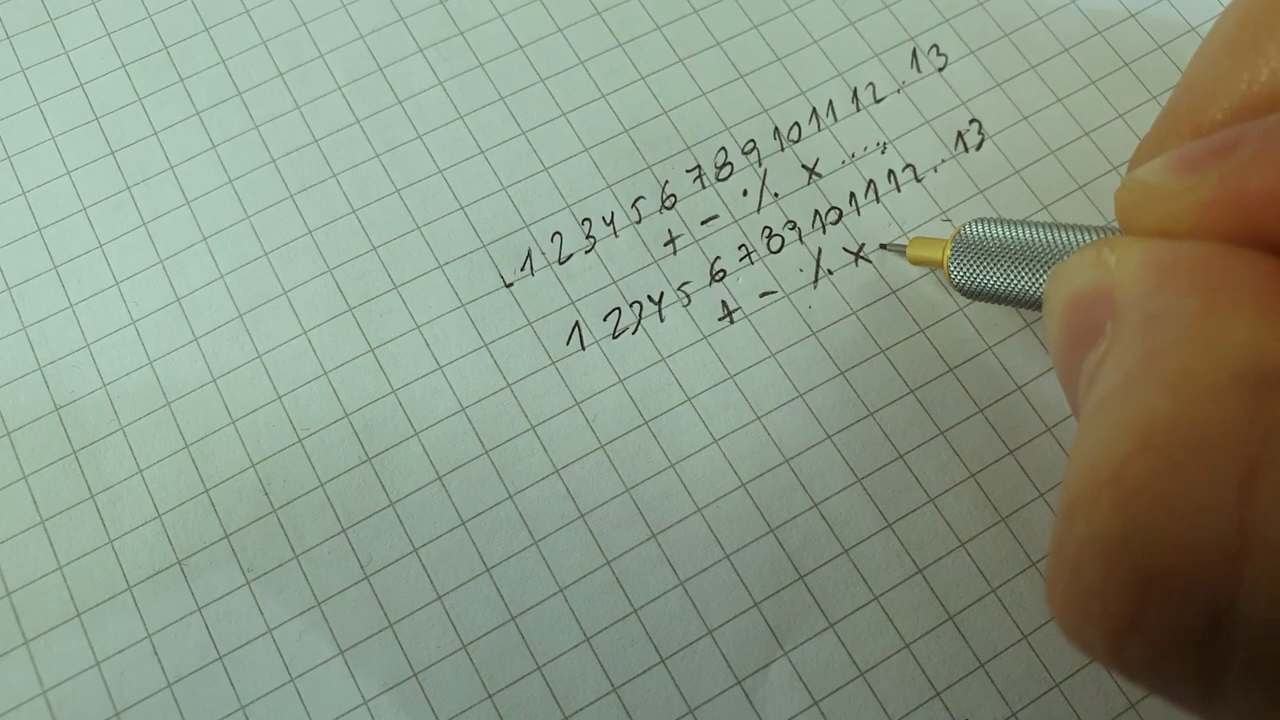 1 2 3 4 5 6 7 8 9 10 11 12 . 13
+ - ·/. x .....
1 2 3 4 5 6 7 8 9 10 11 12 .. 13
+ - ·/. x